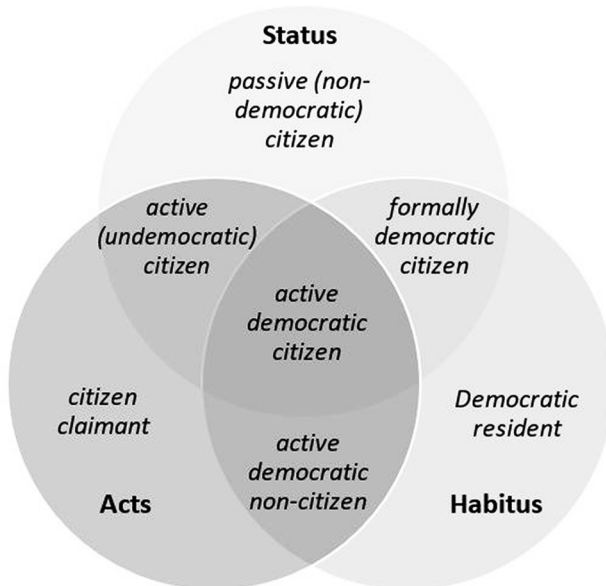 Status
passive (non-
democratic)
citizen
active
(undemocratic)
citizen
formally
democratic
citizen
active
democratic
citizen
citizen
claimant
Democratic
resident
active
democratic
non-citizen
Acts
Habitus